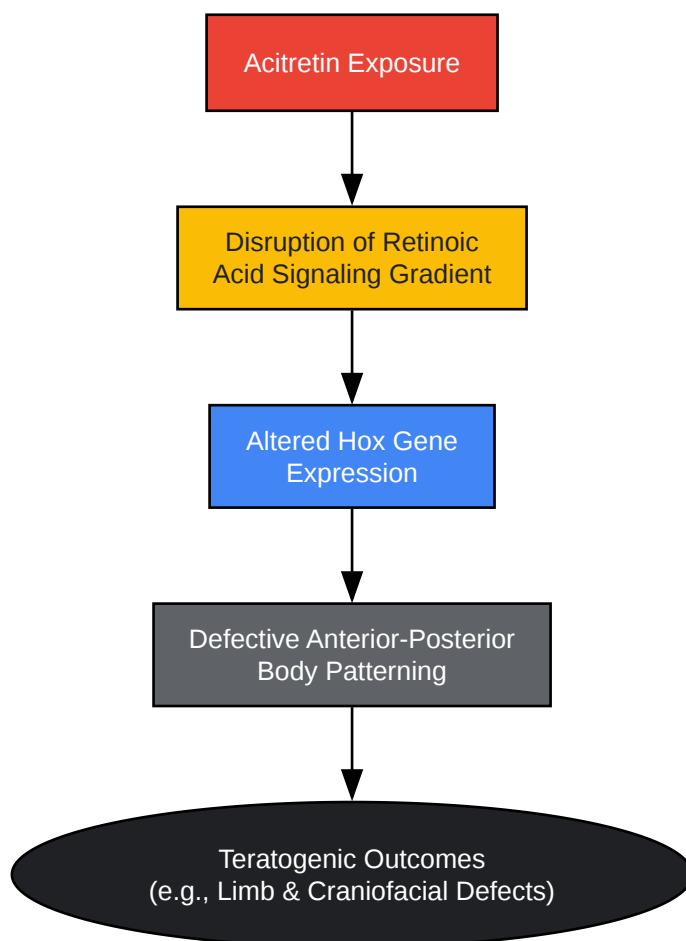 Acitretin Exposure
Disruption of Retinoic
Acid Signaling Gradient
Altered Hox Gene
Expression
Defective Anterior-Posterior
Body Patterning
Teratogenic Outcomes
(e.g., Limb & Craniofacial Defects)